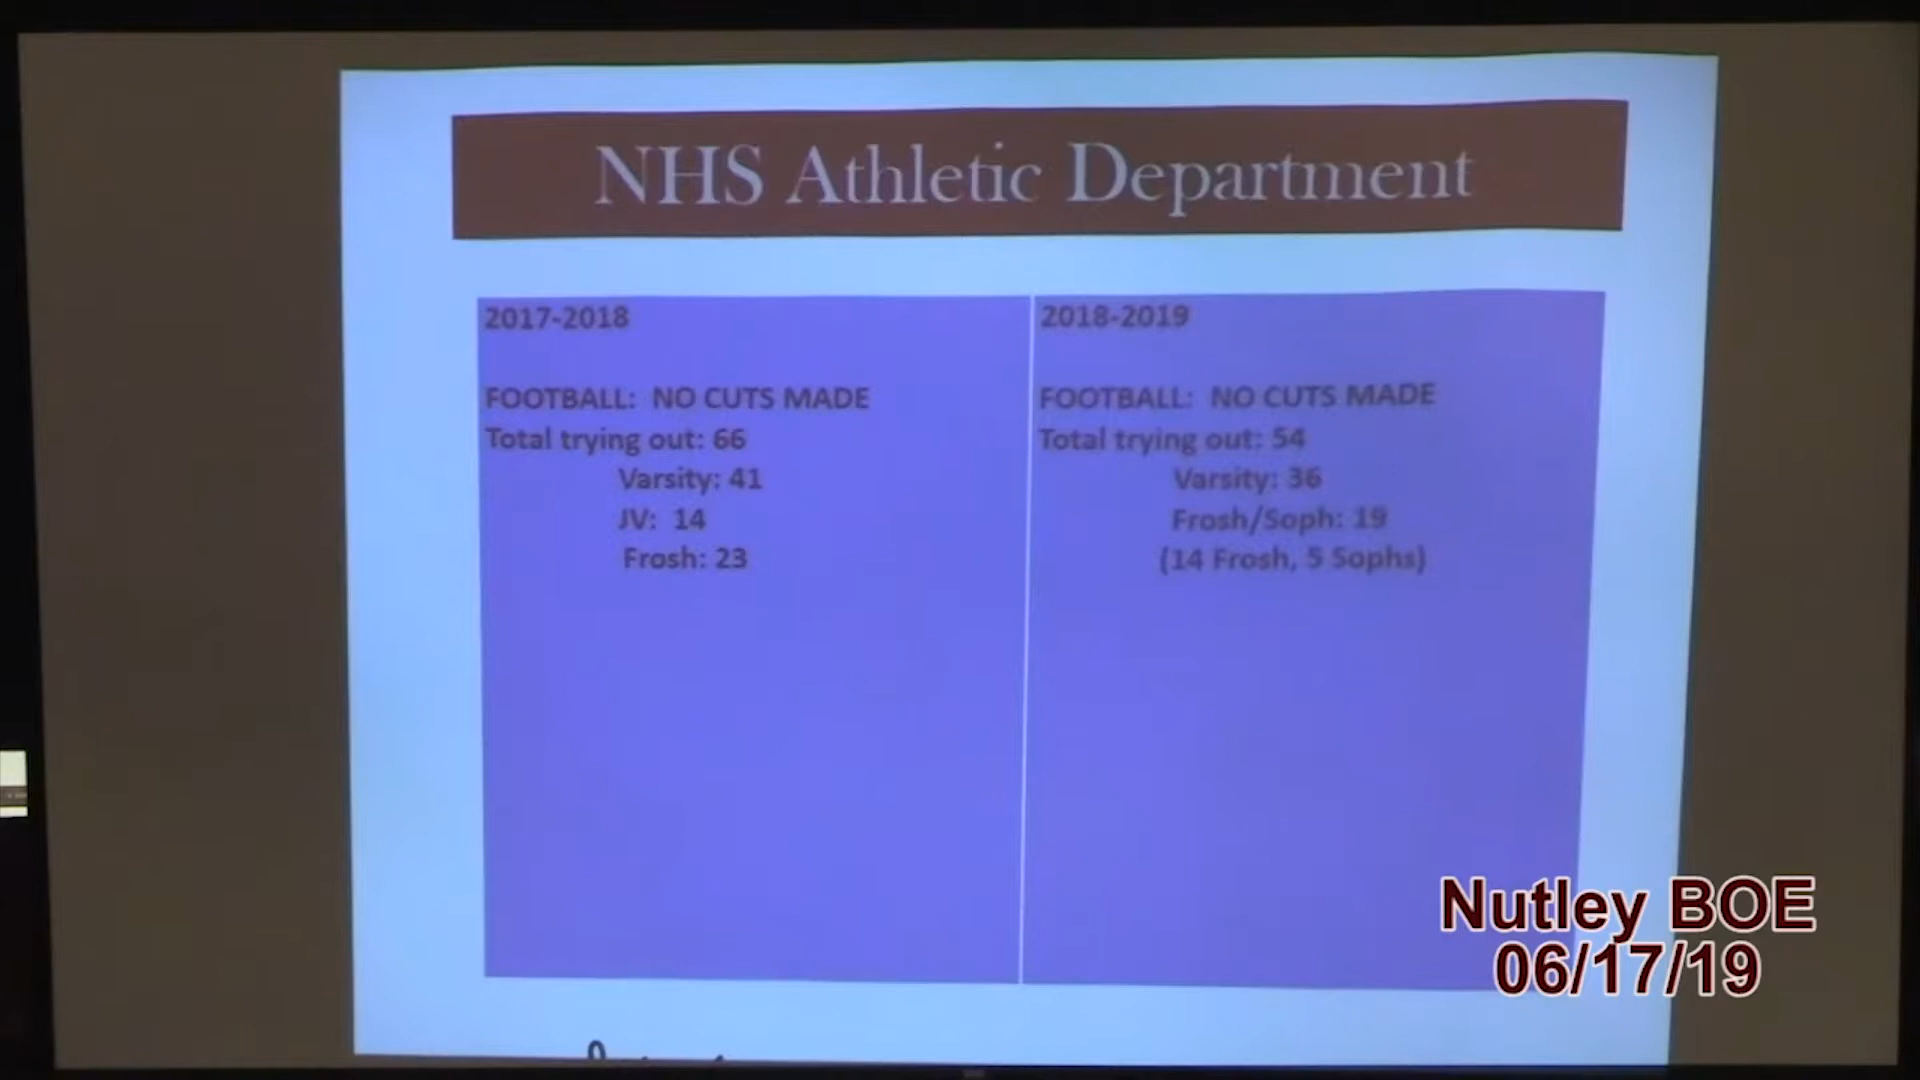 NHS Athletic Department
2017-2018
FOOTBALL: NO CUTS MADE
Total trying out: 66
Varsity: 41
JV: 14
Frosh: 23
2018-2019
FOOTBALL: NO CUTS MADE
Total trying out: 54
Varsity: 36
Frosh/Soph: 19
(14 Frosh, 5 Sophs)
Nutley BOE
06/17/19